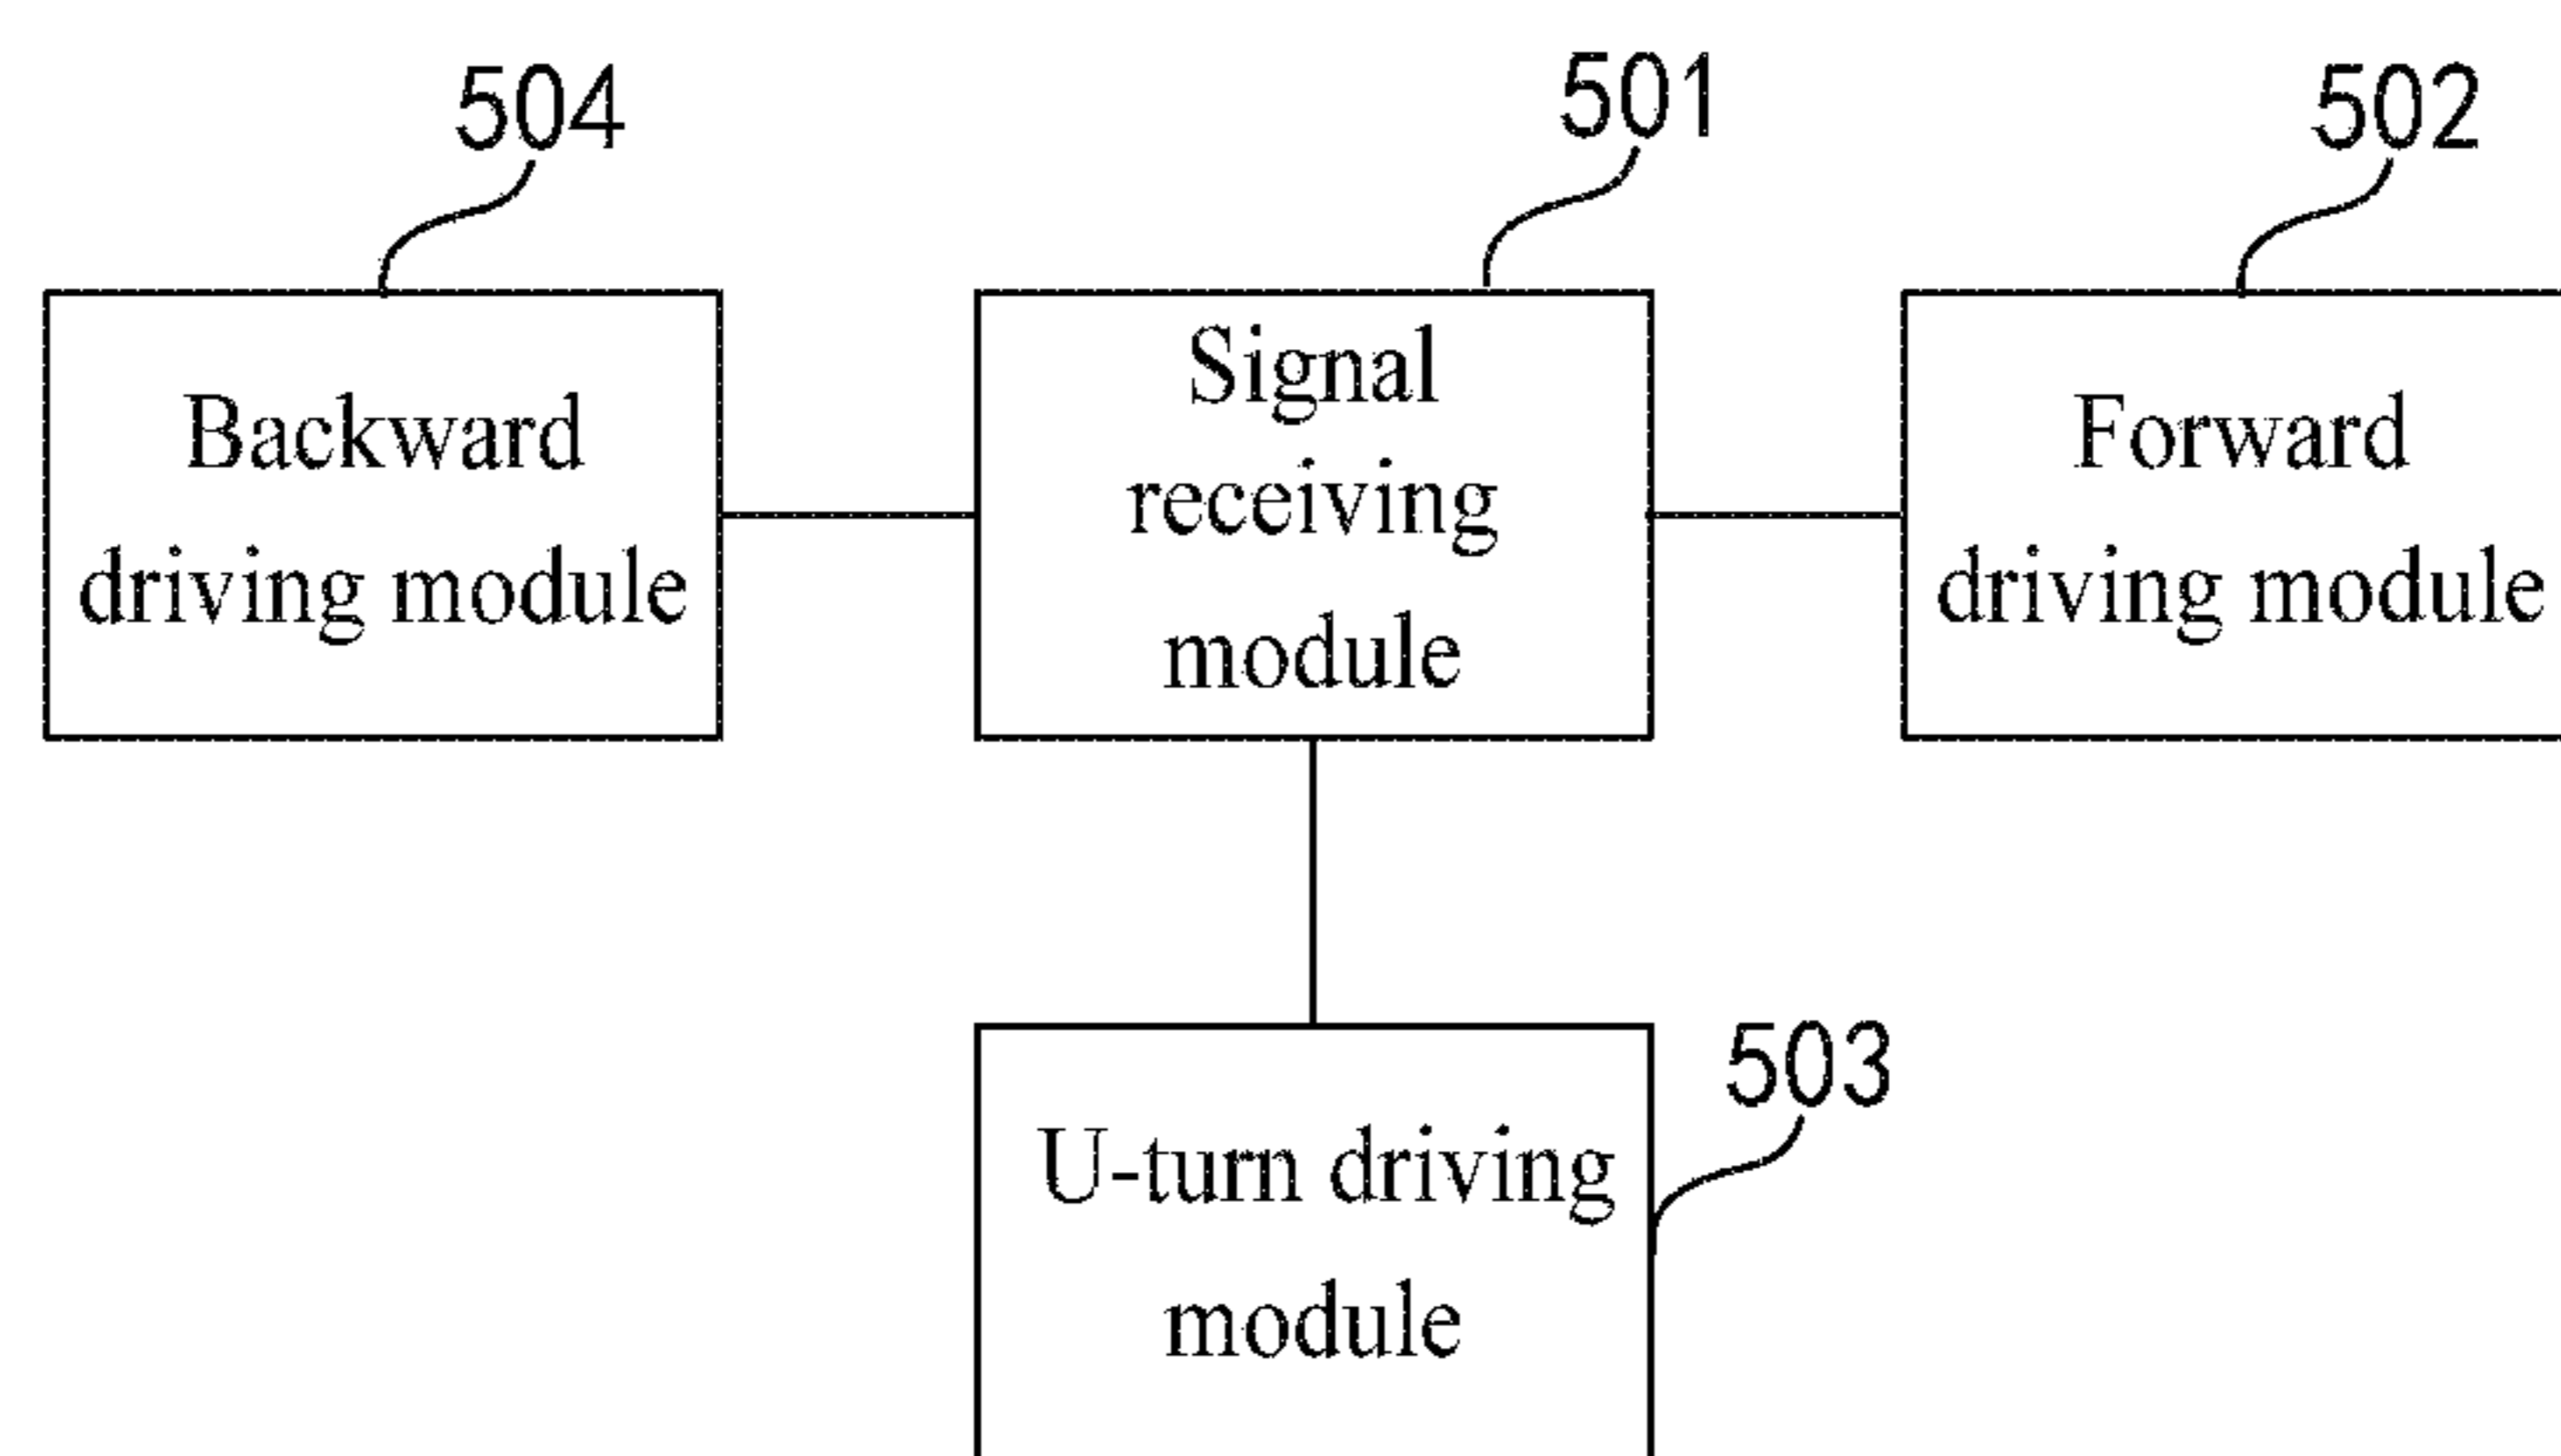 504
501
502
Backward
driving module
Signal
receiving
module
Forward
driving module
503
U-turn driving
module